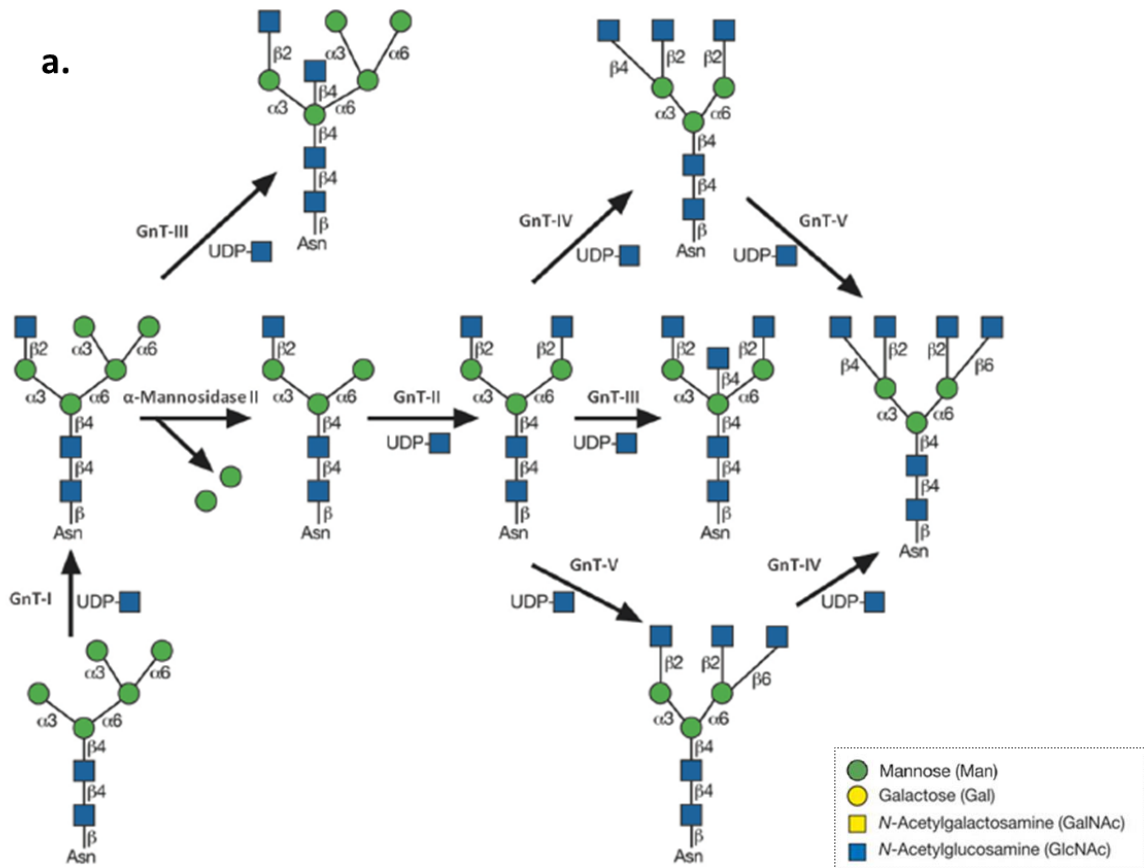 a.
β2
α3
α6
β4
α3
α6
β4
β4
β
Asn
GnT-III
UDP-
β4
β2
β2
α3
α6
β4
β4
β
Asn
GnT-IV
UDP-
GnT-V
UDP-
β2
α3
α6
α3
α6
β4
β4
β
Asn
α-Mannosidase II
β2
α3
α6
β4
β4
β
Asn
GnT-II
UDP-
β2
β2
α3
α6
β4
β4
β
Asn
GnT-III
UDP-
β2
β2
β4
α3
α6
β4
β4
β
Asn
β4
β2
β2
β6
α3
α6
β4
β4
β
Asn
GnT-I
UDP-
GnT-V
UDP-
GnT-IV
UDP-
α3
α6
α3
α6
β4
β4
β
Asn
β2
β2
β6
α3
α6
β4
β4
β
Asn
Mannose (Man)
Galactose (Gal)
N-Acetylgalactosamine (GalNAc)
N-Acetylglucosamine (GlcNAc)